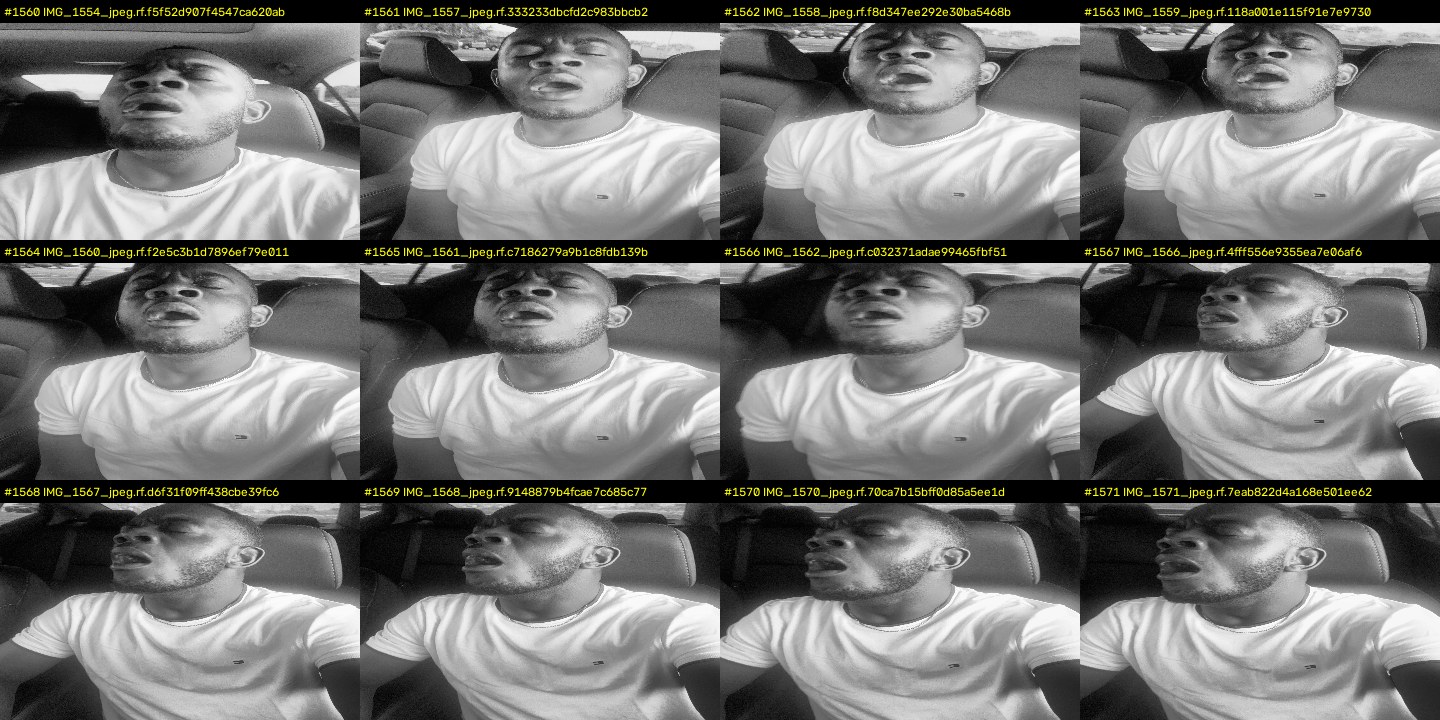 #1560 IMG_1554_jpeg.rf.f5f52d907f4547ca620ab
#1561 IMG_1557_jpeg.rf.333233dbcfd2c983bbcb2
#1562 IMG_1558_jpeg.rf.f8d347ee292e30ba5468b
#1563 IMG_1559_jpeg.rf.118a001e115f91e7e9730
#1564 IMG_1560_jpeg.rf.f2e5c3b1d7896ef79e011
#1565 IMG_1561_jpeg.rf.c7186279a9b1c8fdb139b
#1566 IMG_1562_jpeg.rf.c032371adae99465fbf51
#1567 IMG_1566_jpeg.rf.4fff556e9355ea7e06af6
#1568 IMG_1567_jpeg.rf.d6f31f09ff438cbe39fc6
#1569 IMG_1568_jpeg.rf.9148879b4fcae7c685c77
#1570 IMG_1570_jpeg.rf.70ca7b15bff0d85a5ee1d
#1571 IMG_1571_jpeg.rf.7eab822d4a168e501ee62